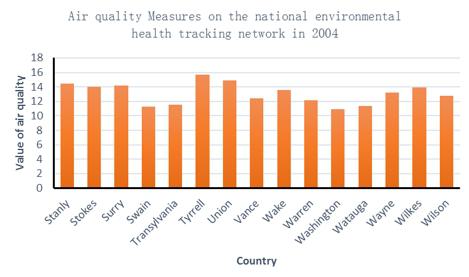 Air quality Measures on the national environmental
health tracking network in 2004
Value of air quality
18
16
14
12
10
8
6
4
2
0
Stanly
Stokes
Surry
Swain
Transylvania
Tyrrell
Union
Vance
Wake
Warren
Washington
Watauga
Wayne
Wilkes
Wilson
Country